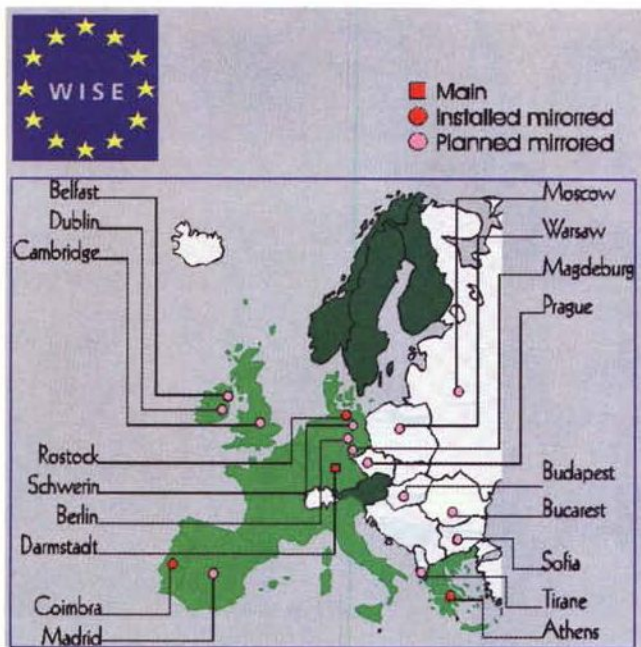 WISE
Main
Installed mirorred
Planned mirrored
Belfast
Dublin
Cambridge
Rostock
Schwerin
Berlin
Darmstadt
Coimbra
Madrid
Moscow
Warsaw
Magdeburg
Prague
Budapest
Bucarest
Sofia
Tirane
Athens